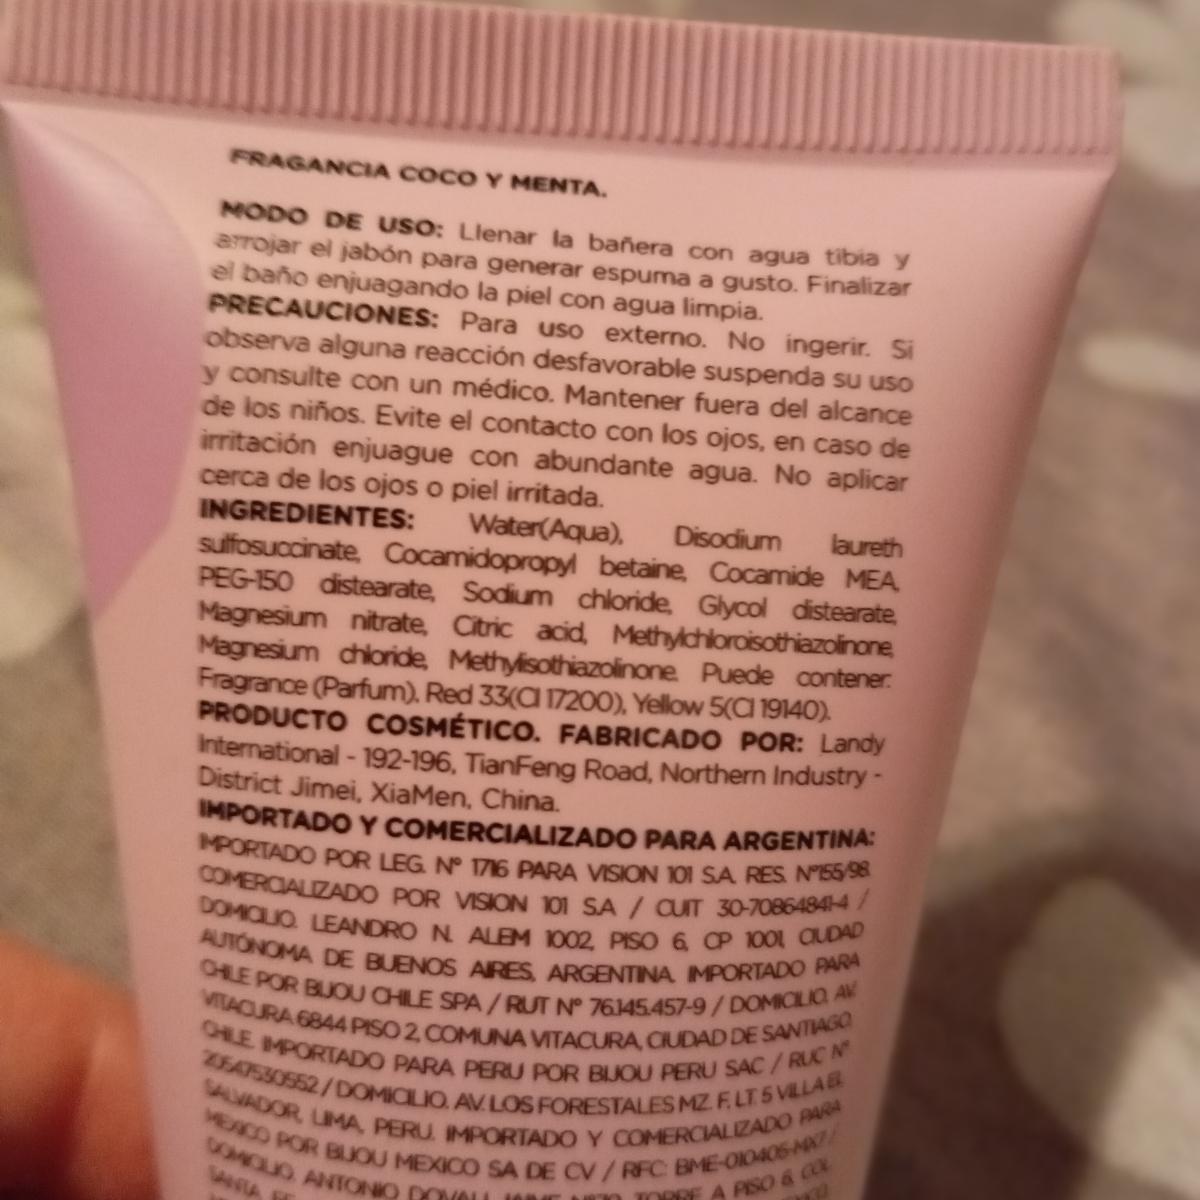 FRAGANCIA COCO Y MENTA.
MODO DE USO: Llenar la bañera con agua tibia y
arrojar el jabón para generar espuma a gusto. Finalizar
el baño enjuagando la piel con agua limpia.
PRECAUCIONES: Para uso externo. No ingerir. Si
observa alguna reacción desfavorable suspenda su uso
y consulte con un médico. Mantener fuera del alcance
de los niños. Evite el contacto con los ojos, en caso de
irritación enjuague con abundante agua. No aplicar
cerca de los ojos o piel irritada.
INGREDIENTES: Water(Aqua), Disodium laureth
sulfosuccinate, Cocamidopropyl betaine, Cocamide MEA,
PEG-150 distearate, Sodium chloride, Glycol distearate,
Magnesium nitrate, Citric acid, Methylchloroisothiazolinone,
Magnesium chloride, Methylisothiazolinone. Puede contener:
Fragrance (Parfum), Red 33(CI 17200), Yellow 5(CI 19140).
PRODUCTO COSMÉTICO. FABRICADO POR: Landy
International - 192-196, TianFeng Road, Northern Industry -
District Jimei, XiaMen, China.
IMPORTADO Y COMERCIALIZADO PARA ARGENTINA:
IMPORTADO POR LEG. Nº 1716 PARA VISION 101 S.A. RES. Nº155/98.
COMERCIALIZADO POR VISION 101 S.A / CUIT 30-70864841-4 /
DOMICILIO. LEANDRO N. ALEM 1002, PISO 6, CP 1001, CIUDAD
AUTÓNOMA DE BUENOS AIRES, ARGENTINA. IMPORTADO PARA
CHILE POR BIJOU CHILE SPA / RUT Nº 76.145.457-9 / DOMICILIO. AV.
VITACURA 6844 PISO 2, COMUNA VITACURA, CIUDAD DE SANTIAGO,
CHILE. IMPORTADO PARA PERU POR BIJOU PERU SAC / RUC Nº
20547530552 / DOMICILIO. AV. LOS FORESTALES MZ. F, LT. 5 VILLA EL
SALVADOR, LIMA, PERU. IMPORTADO Y COMERCIALIZADO PARA
MEXICO POR BIJOU MEXICO SA DE CV / RFC: BME-010405-MX7 /
DOMICILIO. ANTONIO DOVALI JAIME TORRE A PISO 6, COL.
SANTA